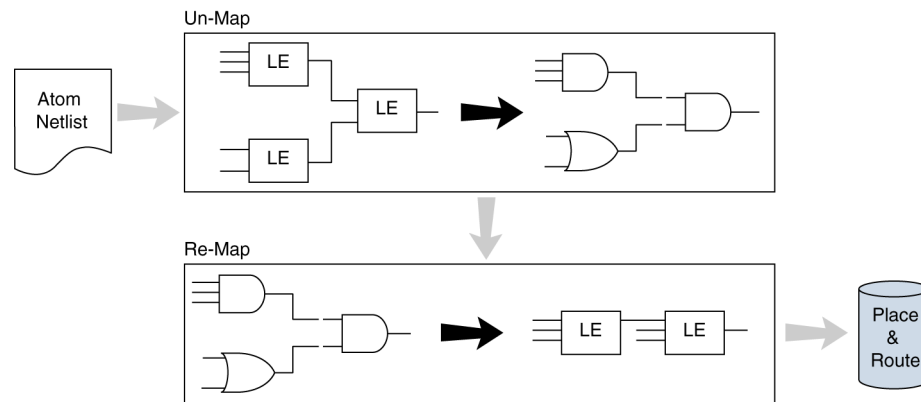 Un-Map
Atom
Netlist
LE
LE
LE
Re-Map
LE
LE
Place
&
Route